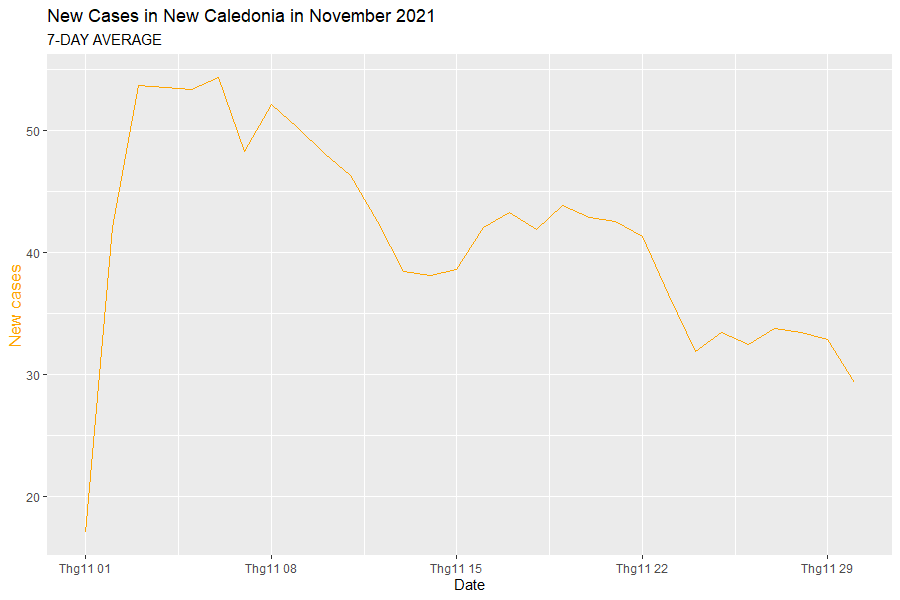 New Cases in New Caledonia in November 2021
7-DAY AVERAGE
New cases
50
40
30
20
Thg11 01
Thg11 08
Thg11 15
Thg11 22
Thg11 29
Date